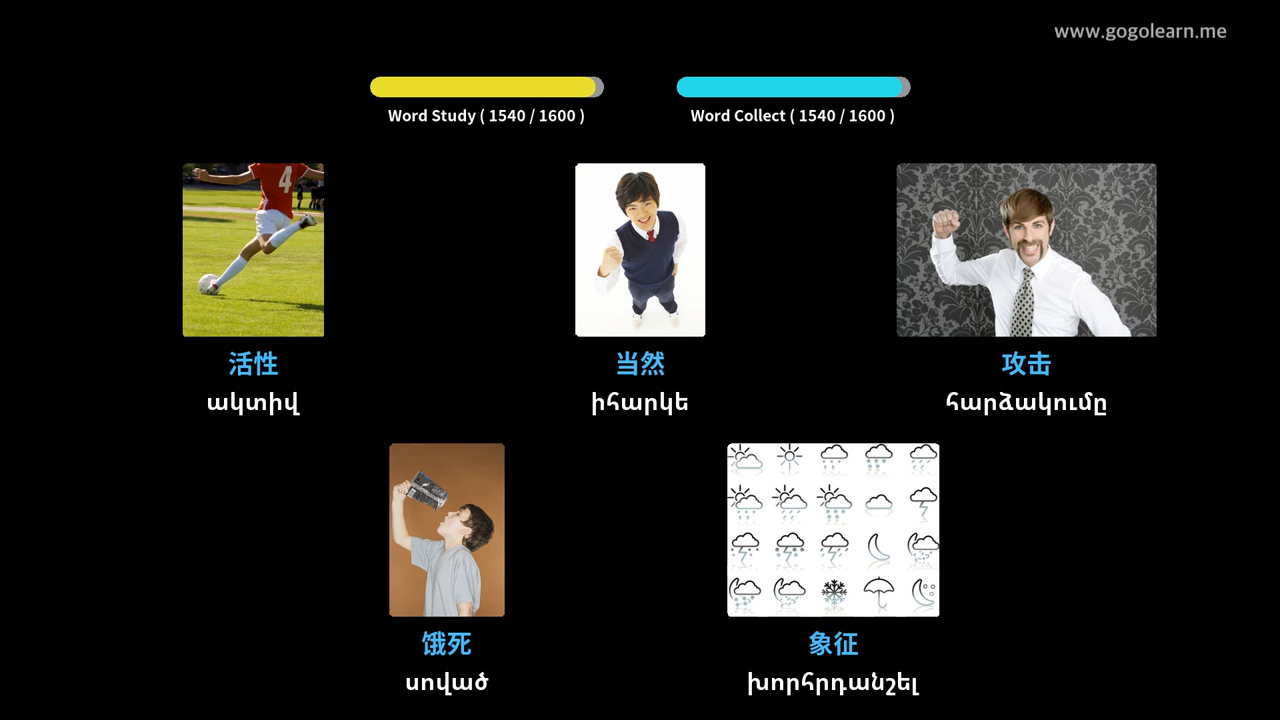 www.gogolearn.me
Word Study ( 1540 / 1600 )
Word Collect ( 1540 / 1600 )
4
活性
当然
攻击
ակտիվ
իհարկե
հարձակումը
饿死
象征
սոված
խորհրդանշել